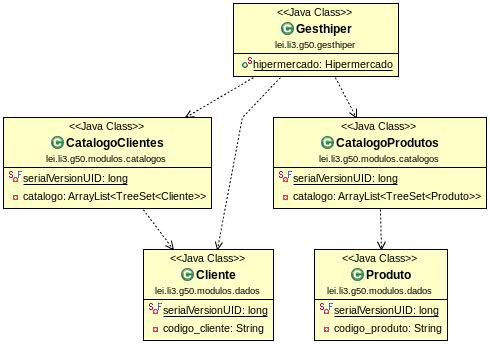 <<Java Class>>
Gesthiper
lei.li3.g50.gesthiper
hipermercado: Hipermercado
<<Java Class>>
CatalogoClientes
lei.li3.g50.modulos.catalogos
serialVersionUID: long
catalogo: ArrayList<TreeSet<Cliente>>
<<Java Class>>
CatalogoProdutos
lei.li3.g50.modulos.catalogos
serialVersionUID: long
catalogo: ArrayList<TreeSet<Produto>>
<<Java Class>>
Cliente
lei.li3.g50.modulos.dados
serialVersionUID: long
codigo_cliente: String
<<Java Class>>
Produto
lei.li3.g50.modulos.dados
serialVersionUID: long
codigo_produto: String